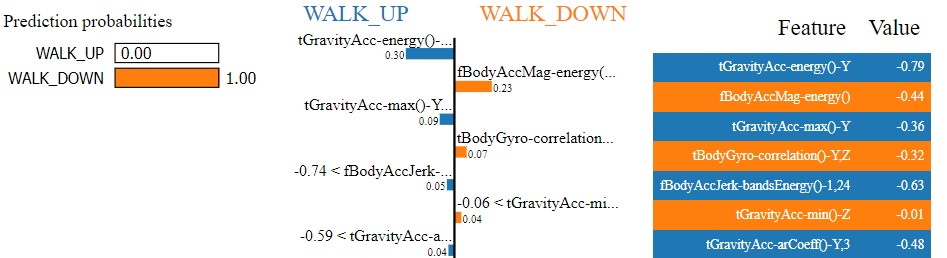 Prediction probabilities
WALK_UP 0.00
WALK_DOWN 1.00
WALK_UP WALK_DOWN
tGravityAcc-energy()-...
0.30
fBodyAccMag-energy(...
0.23
tGravityAcc-max()-Y...
0.09
tBodyGyro-correlation...
0.07
-0.74 < fBodyAccJerk-...
0.05
-0.06 < tGravityAcc-mi...
0.04
-0.59 < tGravityAcc-a...
0.04
Feature Value
tGravityAcc-energy()-Y -0.79
fBodyAccMag-energy() -0.44
tGravityAcc-max()-Y -0.36
tBodyGyro-correlation()-Y,Z -0.32
fBodyAccJerk-bandsEnergy()-1,24 -0.63
tGravityAcc-min()-Z -0.01
tGravityAcc-arCoeff()-Y,3 -0.48